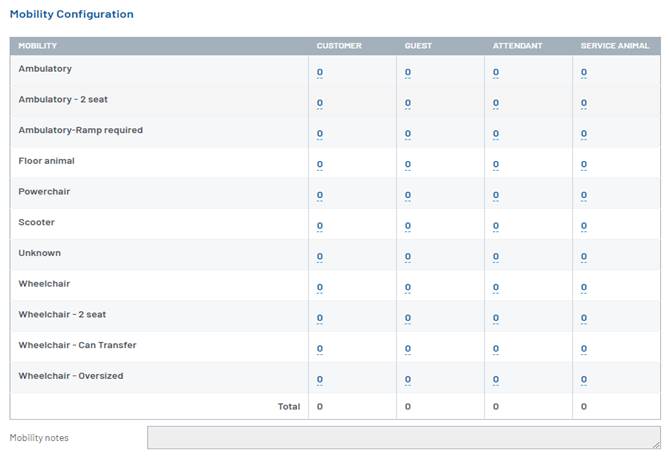 Mobility Configuration
MOBILITY CUSTOMER GUEST ATTENDANT SERVICE ANIMAL
Ambulatory 0 0 0 0
Ambulatory - 2 seat 0 0 0 0
Ambulatory-Ramp required 0 0 0 0
Floor animal 0 0 0 0
Powerchair 0 0 0 0
Scooter 0 0 0 0
Unknown 0 0 0 0
Wheelchair 0 0 0 0
Wheelchair - 2 seat 0 0 0 0
Wheelchair - Can Transfer 0 0 0 0
Wheelchair - Oversized 0 0 0 0
Total 0 0 0 0
Mobility notes